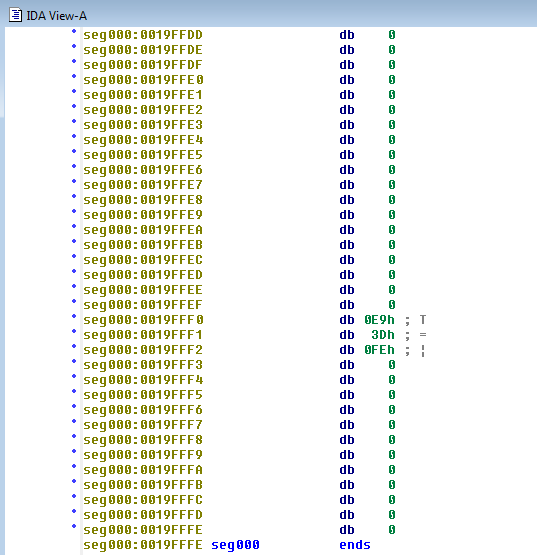 IDA View-A
seg000:0019FFDD db 0
seg000:0019FFDE db 0
seg000:0019FFDF db 0
seg000:0019FFE0 db 0
seg000:0019FFE1 db 0
seg000:0019FFE2 db 0
seg000:0019FFE3 db 0
seg000:0019FFE4 db 0
seg000:0019FFE5 db 0
seg000:0019FFE6 db 0
seg000:0019FFE7 db 0
seg000:0019FFE8 db 0
seg000:0019FFE9 db 0
seg000:0019FFEA db 0
seg000:0019FFEB db 0
seg000:0019FFEC db 0
seg000:0019FFED db 0
seg000:0019FFEE db 0
seg000:0019FFEF db 0
seg000:0019FFF0 db 0E9h ; T
seg000:0019FFF1 db 3Dh ; =
seg000:0019FFF2 db 0FEh ; ¦
seg000:0019FFF3 db 0
seg000:0019FFF4 db 0
seg000:0019FFF5 db 0
seg000:0019FFF6 db 0
seg000:0019FFF7 db 0
seg000:0019FFF8 db 0
seg000:0019FFF9 db 0
seg000:0019FFFA db 0
seg000:0019FFFB db 0
seg000:0019FFFC db 0
seg000:0019FFFD db 0
seg000:0019FFFE db 0
seg000:0019FFFE seg000 ends